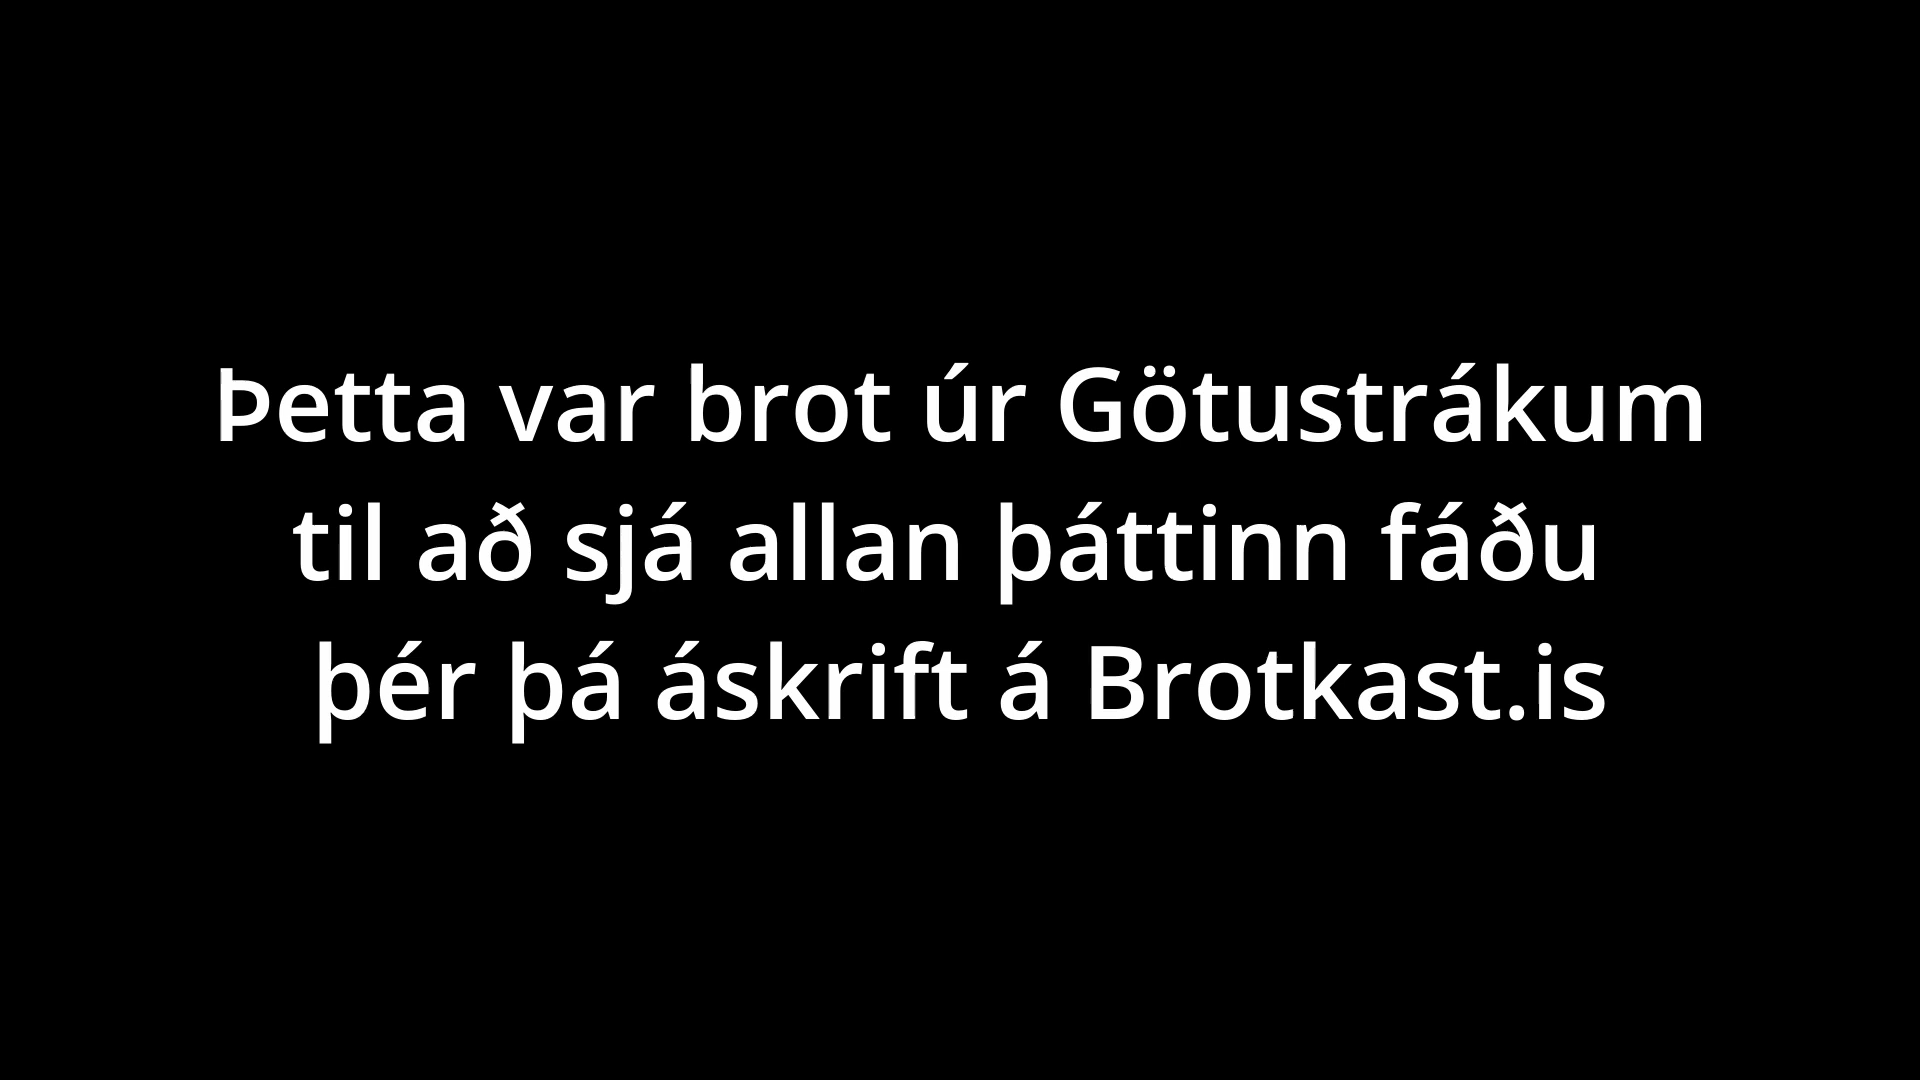 Þetta var brot úr Götustrákum
til að sjá allan þáttinn fáðu
þér þá áskrift á Brotkast.is